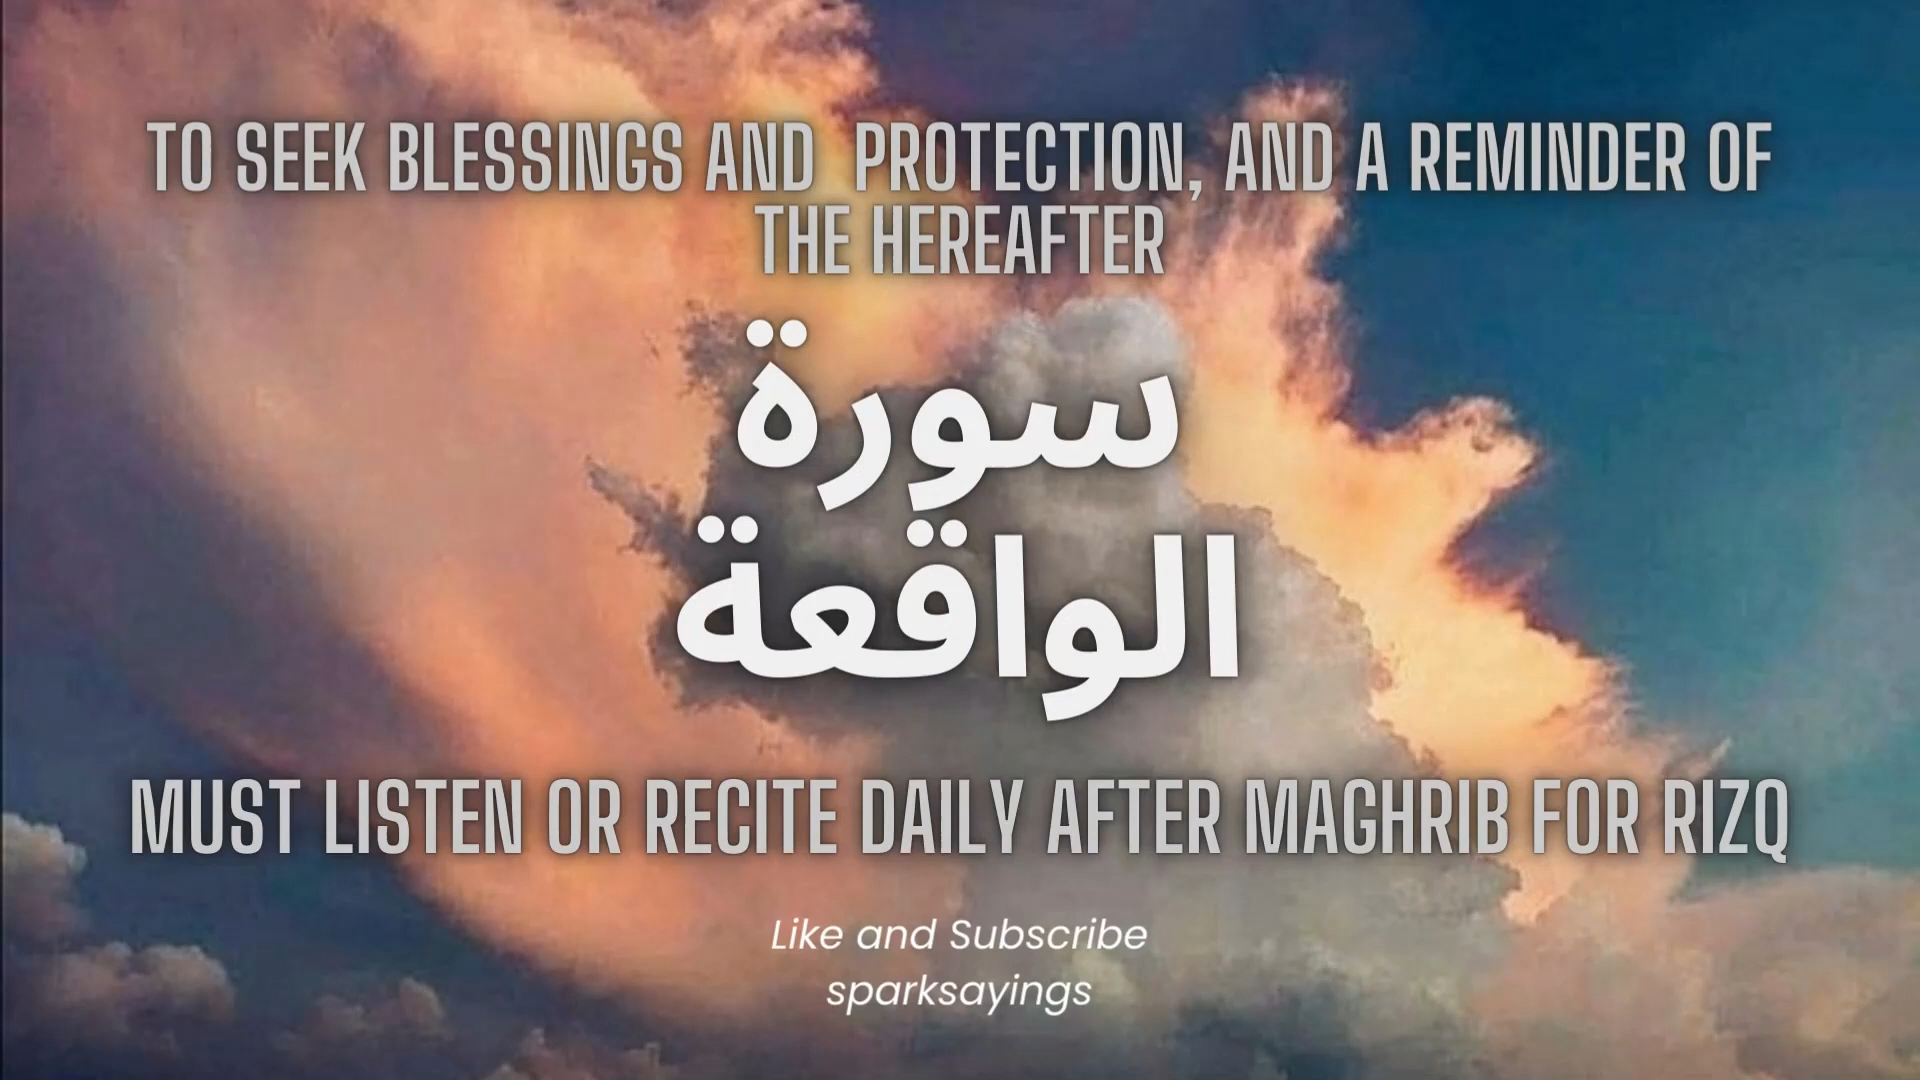 TO SEEK BLESSINGS AND PROTECTION, AND A REMINDER OF
THE HEREAFTER
سورة
الواقعة
MUST LISTEN OR RECITE DAILY AFTER MAGHRIB FOR RIZQ
Like and Subscribe
sparksayings